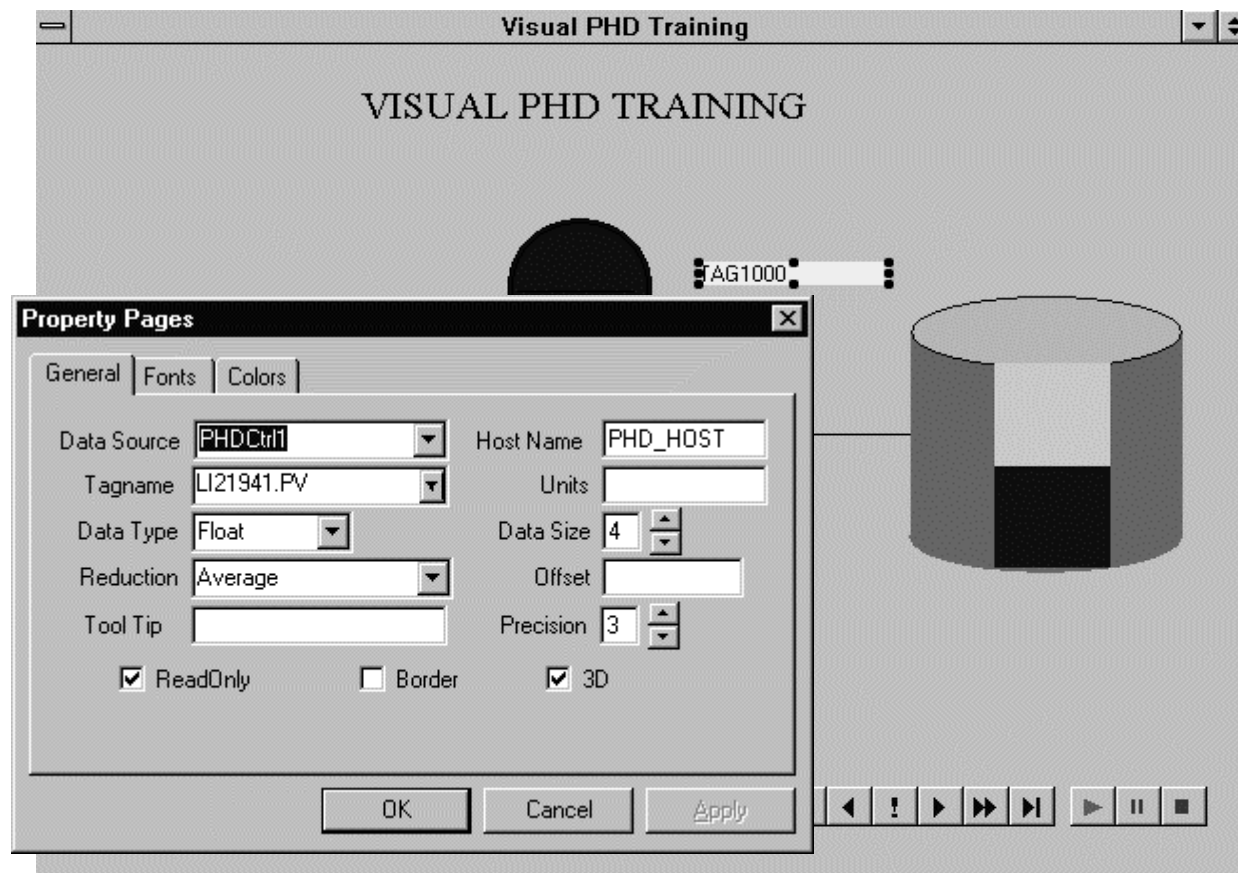 Visual PHD Training
VISUAL PHD TRAINING
TAG1000
Property Pages
General Fonts Colors
Data Source PHDCtrl1 Host Name PHD_HOST
Tagname LI21941.PV Units
Data Type Float Data Size 4
Reduction Average Offset
Tool Tip Precision 3
ReadOnly Border 3D
OK Cancel Apply